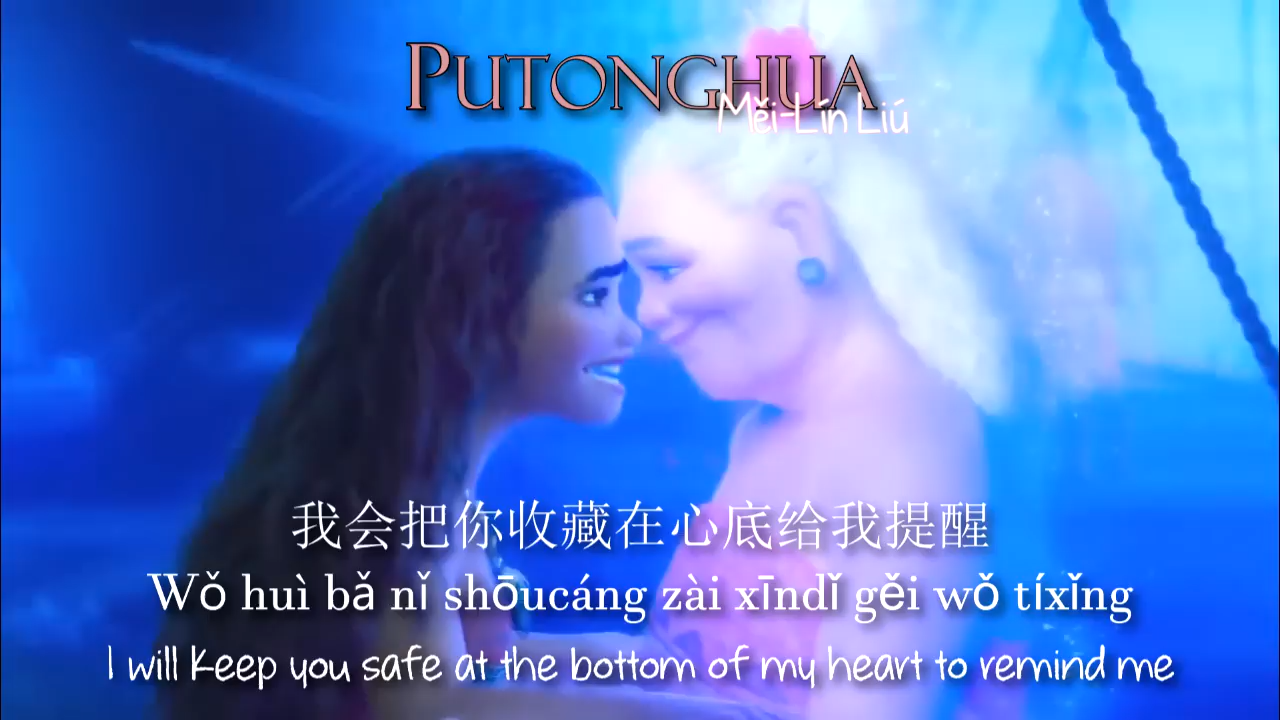 PUTONGHUA
Měi-Lín Liú
我会把你收藏在心底给我提醒
Wǒ huì bǎ nǐ shōucáng zài xīndǐ gěi wǒ tíxǐng
I will keep you safe at the bottom of my heart to remind me